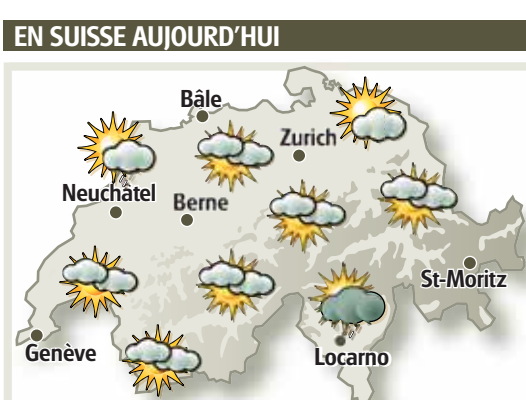 EN SUISSE AUJOURD'HUI
Bâle
Zurich
Neuchâtel
Berne
St-Moritz
Genève
Locarno